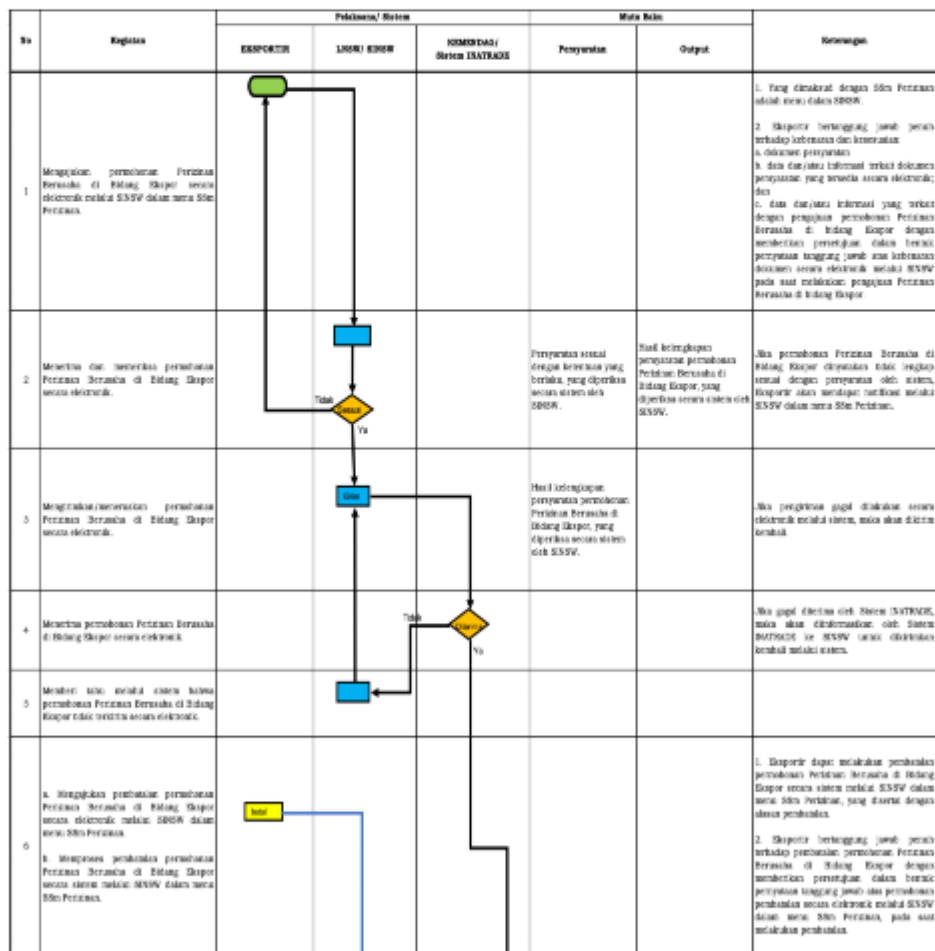 Pelaksana/ Sistem
Mutu Baku
No
Kegiatan
EKSPORTIR
LNSW/ SINSW
KEMENDAG/
Sistem INATRADE
Persyaratan
Output
Keterangan
1
Mengajukan permohonan Perizinan
Berusaha di Bidang Ekspor secara
elektronik melalui SINSW dalam menu SSm
Perizinan.
1. Yang dimaksud dengan SSm Perizinan
adalah menu dalam SINSW.
2. Eksportir bertanggung jawab penuh
terhadap kebenaran dan kesesuaian:
a. dokumen persyaratan
b. data dan/atau informasi terkait dokumen
persyaratan yang tersedia secara elektronik;
dan
c. data dan/atau informasi yang terkait
dengan pengajuan permohonan Perizinan
Berusaha di bidang Ekspor dengan
memberikan persetujuan dalam bentuk
pernyataan tanggung jawab atas kebenaran
dokumen secara elektronik melalui SINSW
pada saat melakukan pengajuan Perizinan
Berusaha di bidang Ekspor.
2
Menerima dan memeriksa permohonan
Perizinan Berusaha di Bidang Ekspor
secara elektronik.
Tidak
Sesuai
Ya
Persyaratan sesuai
dengan ketentuan yang
berlaku, yang diperiksa
secara sistem oleh
SINSW.
Hasil kelengkapan
persyaratan permohonan
Perizinan Berusaha di
Bidang Ekspor, yang
diperiksa secara sistem oleh
SINSW.
Jika permohonan Perizinan Berusaha di
Bidang Ekspor dinyatakan tidak lengkap
sesuai dengan persyaratan oleh sistem,
Eksportir akan mendapat notifikasi melalui
SINSW dalam menu SSm Perizinan.
3
Mengirimkan/meneruskan permohonan
Perizinan Berusaha di Bidang Ekspor
secara elektronik.
Kirim
Hasil kelengkapan
persyaratan permohonan
Perizinan Berusaha di
Bidang Ekspor, yang
diperiksa secara sistem
oleh SINSW.
Jika pengiriman gagal dilakukan secara
elektronik melalui sistem, maka akan dikirim
kembali.
4
Menerima permohonan Perizinan Berusaha
di Bidang Ekspor secara elektronik.
Tidak
Diterima
Ya
Jika gagal diterima oleh Sistem INATRADE,
maka akan diinformasikan oleh Sistem
INATRADE ke SINSW untuk dikirimkan
kembali melalui sistem.
5
Memberi tahu melalui sistem bahwa
permohonan Perizinan Berusaha di Bidang
Ekspor tidak terkirim secara elektronik.
6
a. Mengajukan pembatalan permohonan
Perizinan Berusaha di Bidang Ekspor
secara elektronik melalui SINSW dalam
menu SSm Perizinan.
b. Memproses pembatalan permohonan
Perizinan Berusaha di Bidang Ekspor
secara sistem melalui SINSW dalam menu
SSm Perizinan.
batal
1. Eksportir dapat melakukan pembatalan
permohonan Perizinan Berusaha di Bidang
Ekspor secara sistem melalui SINSW dalam
menu SSm Perizinan, yang disertai dengan
alasan pembatalan.
2. Eksportir bertanggung jawab penuh
terhadap pembatalan permohonan Perizinan
Berusaha di Bidang Ekspor dengan
memberikan persetujuan dalam bentuk
pernyataan tanggung jawab atas permohonan
pembatalan secara elektronik melalui SINSW
dalam menu SSm Perizinan, pada saat
melakukan pembatalan.